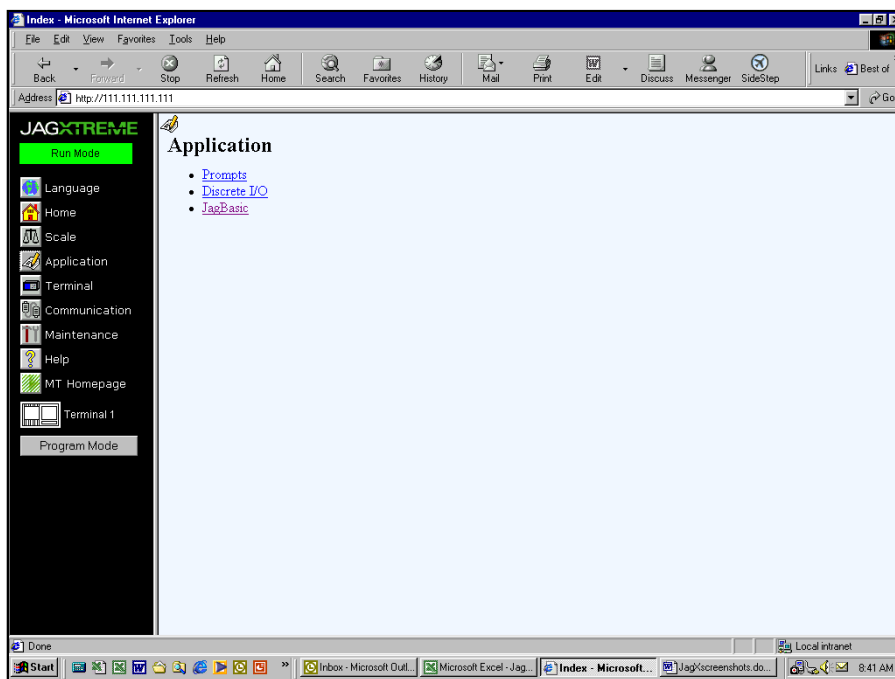 Index - Microsoft Internet Explorer
File Edit View Favorites Tools Help
Back Forward Stop Refresh Home Search Favorites History Mail Print Edit Discuss Messenger SideStep Links Best of
Address http://111.111.111.111 Go
JAGXTREME
Run Mode
Language
Home
Scale
Application
Terminal
Communication
Maintenance
Help
MT Homepage
Terminal 1
Program Mode
Application
Prompts
Discrete I/O
JagBasic
Done Local intranet
Start » Inbox - Microsoft Outl... Microsoft Excel - Jag... Index - Microsoft... JagXscreenshots.do... 8:41 AM